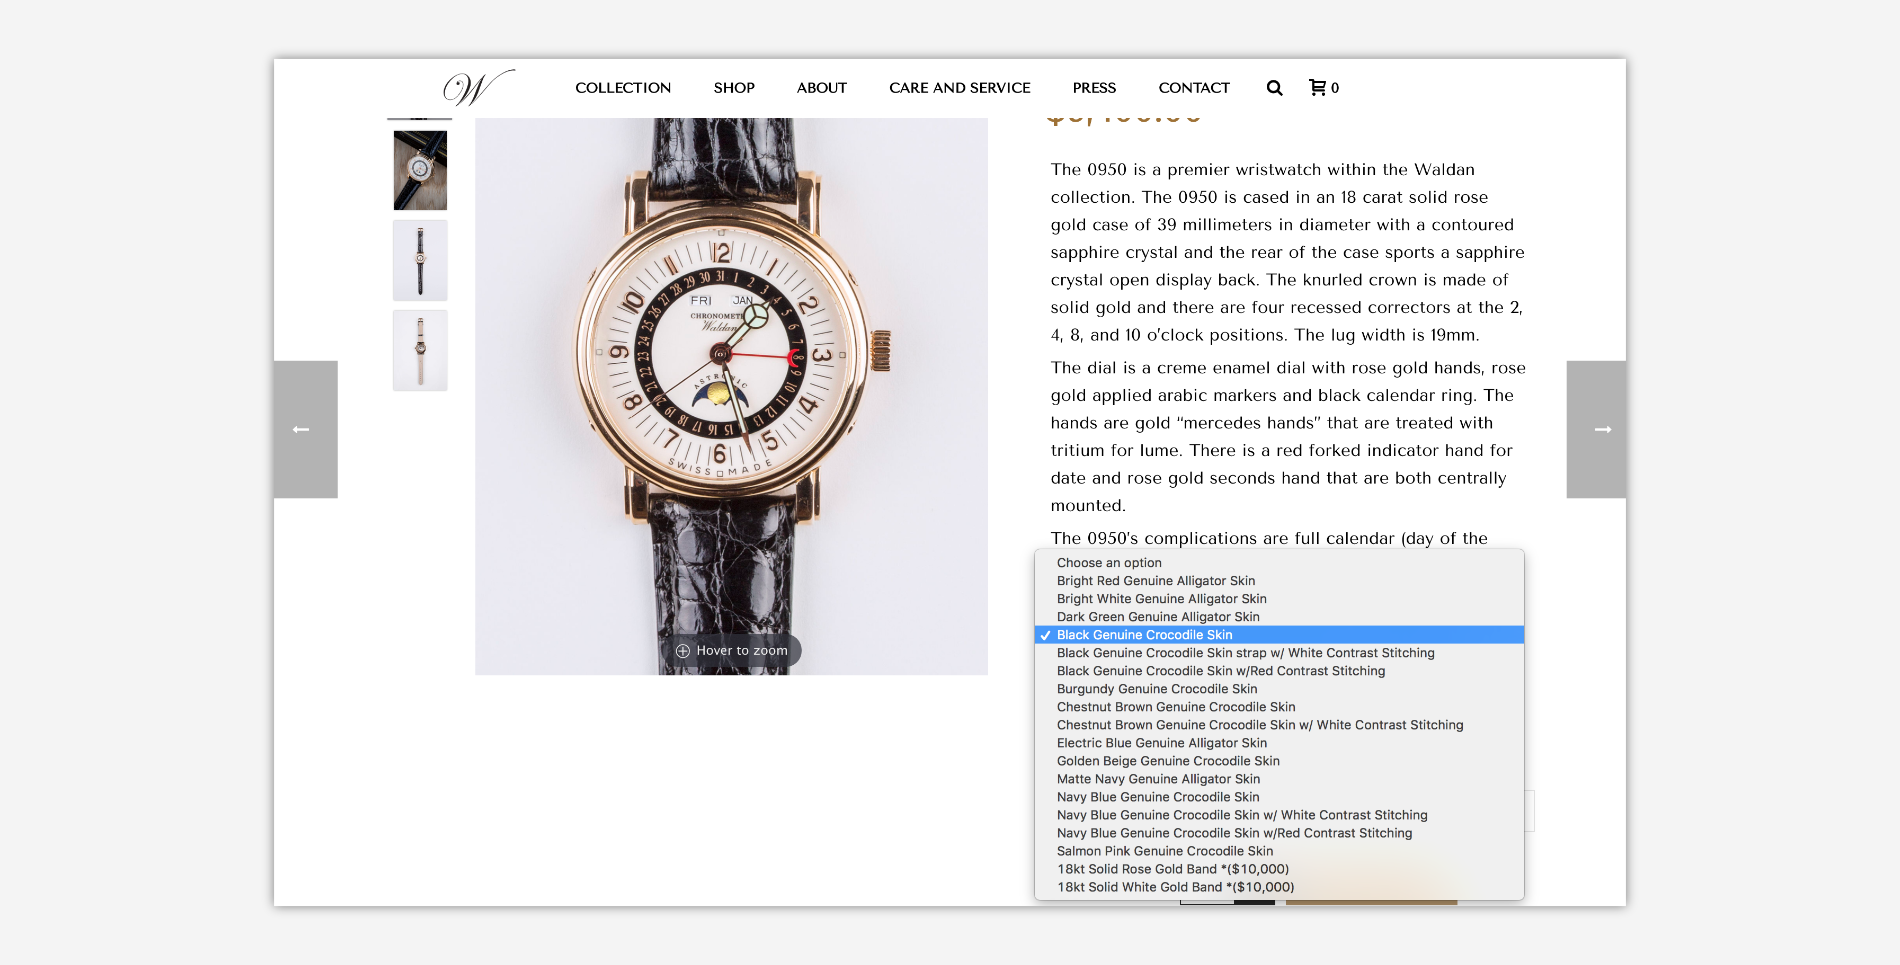 W
COLLECTION
SHOP
ABOUT
CARE AND SERVICE
PRESS
CONTACT
0
The 0950 is a premier wristwatch within the Waldan
collection. The 0950 is cased in an 18 carat solid rose
gold case of 39 millimeters in diameter with a contoured
sapphire crystal and the rear of the case sports a sapphire
crystal open display back. The knurled crown is made of
solid gold and there are four recessed correctors at the 2,
4, 8, and 10 o’clock positions. The lug width is 19mm.
The dial is a creme enamel dial with rose gold hands, rose
gold applied arabic markers and black calendar ring. The
hands are gold “mercedes hands” that are treated with
tritium for lume. There is a red forked indicator hand for
date and rose gold seconds hand that are both centrally
mounted.
The 0950’s complications are full calendar (day of the
12
2
3
4
5
6
7
8
9
10
FRI JAN
Waldan
ASTRONIC
SWISS MADE
Hover to zoom
Choose an option
Bright Red Genuine Alligator Skin
Bright White Genuine Alligator Skin
Dark Green Genuine Alligator Skin
✓ Black Genuine Crocodile Skin
Black Genuine Crocodile Skin strap w/ White Contrast Stitching
Black Genuine Crocodile Skin w/Red Contrast Stitching
Burgundy Genuine Crocodile Skin
Chestnut Brown Genuine Crocodile Skin
Chestnut Brown Genuine Crocodile Skin w/ White Contrast Stitching
Electric Blue Genuine Alligator Skin
Golden Beige Genuine Crocodile Skin
Matte Navy Genuine Alligator Skin
Navy Blue Genuine Crocodile Skin
Navy Blue Genuine Crocodile Skin w/ White Contrast Stitching
Navy Blue Genuine Crocodile Skin w/Red Contrast Stitching
Salmon Pink Genuine Crocodile Skin
18kt Solid Rose Gold Band *($10,000)
18kt Solid White Gold Band *($10,000)